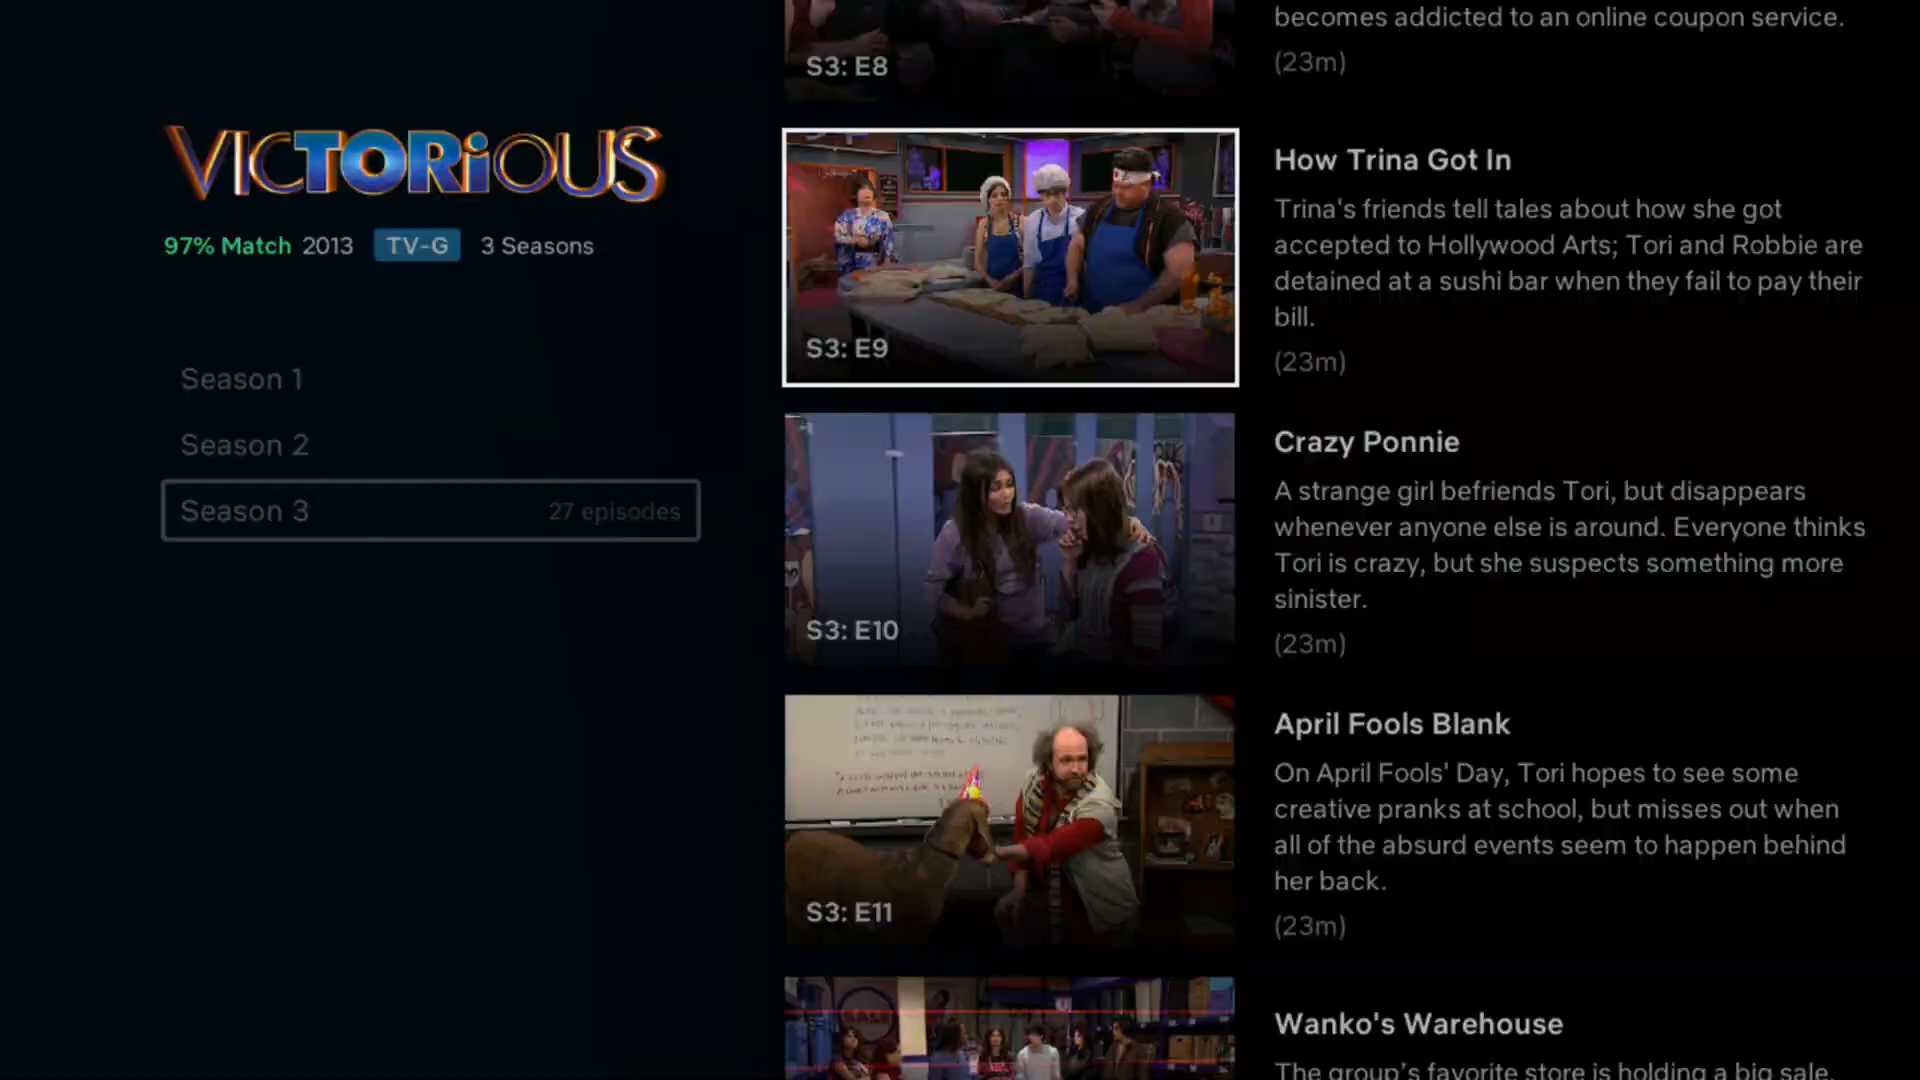 VICTORiOUS
97% Match 2013 TV-G 3 Seasons
Season 1
Season 2
Season 3 27 episodes
S3: E8
becomes addicted to an online coupon service.
(23m)
S3: E9
How Trina Got In
Trina's friends tell tales about how she got
accepted to Hollywood Arts; Tori and Robbie are
detained at a sushi bar when they fail to pay their
bill.
(23m)
S3: E10
Crazy Ponnie
A strange girl befriends Tori, but disappears
whenever anyone else is around. Everyone thinks
Tori is crazy, but she suspects something more
sinister.
(23m)
S3: E11
April Fools Blank
On April Fools' Day, Tori hopes to see some
creative pranks at school, but misses out when
all of the absurd events seem to happen behind
her back.
(23m)
Wanko's Warehouse
The group's favorite store is holding a big sale.